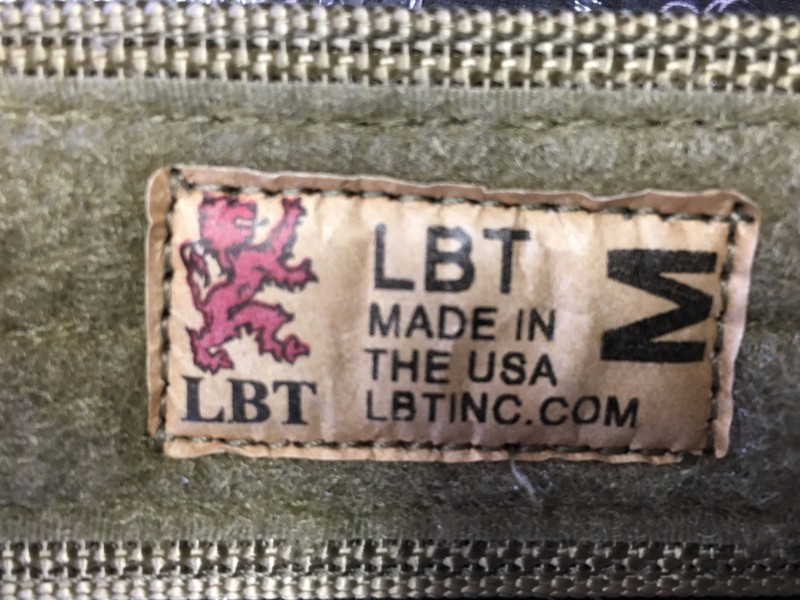 LBT
LBT
MADE IN
THE USA
LBTINC.COM
M